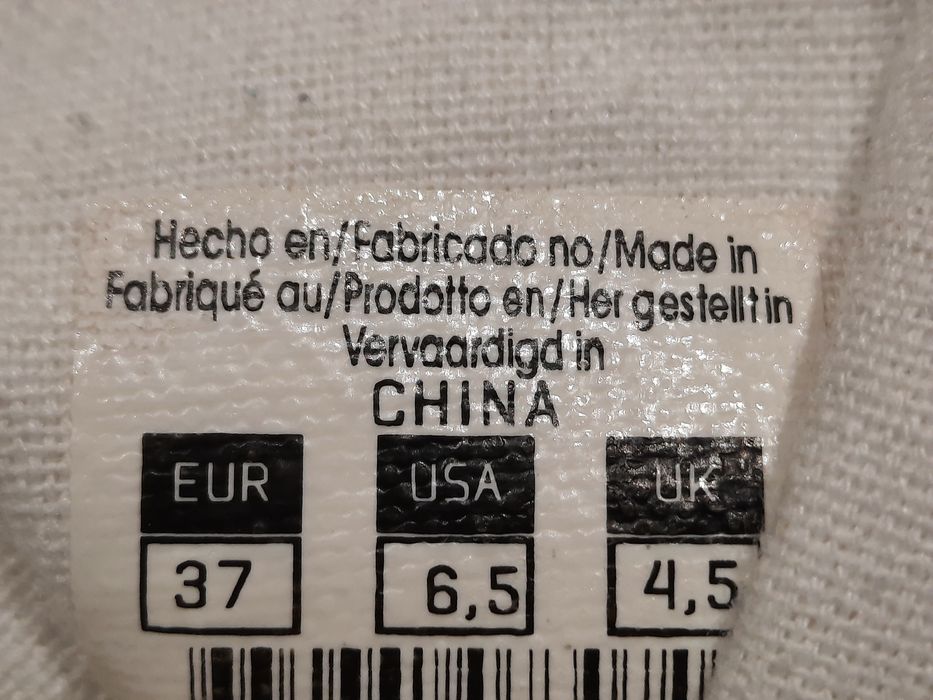 Hecho en/Fabricado no/Made in
Fabriqué au/Prodotto en/Her gestellt in
Vervaardigd in
CHINA
EUR USA UK
37 6,5 4,5